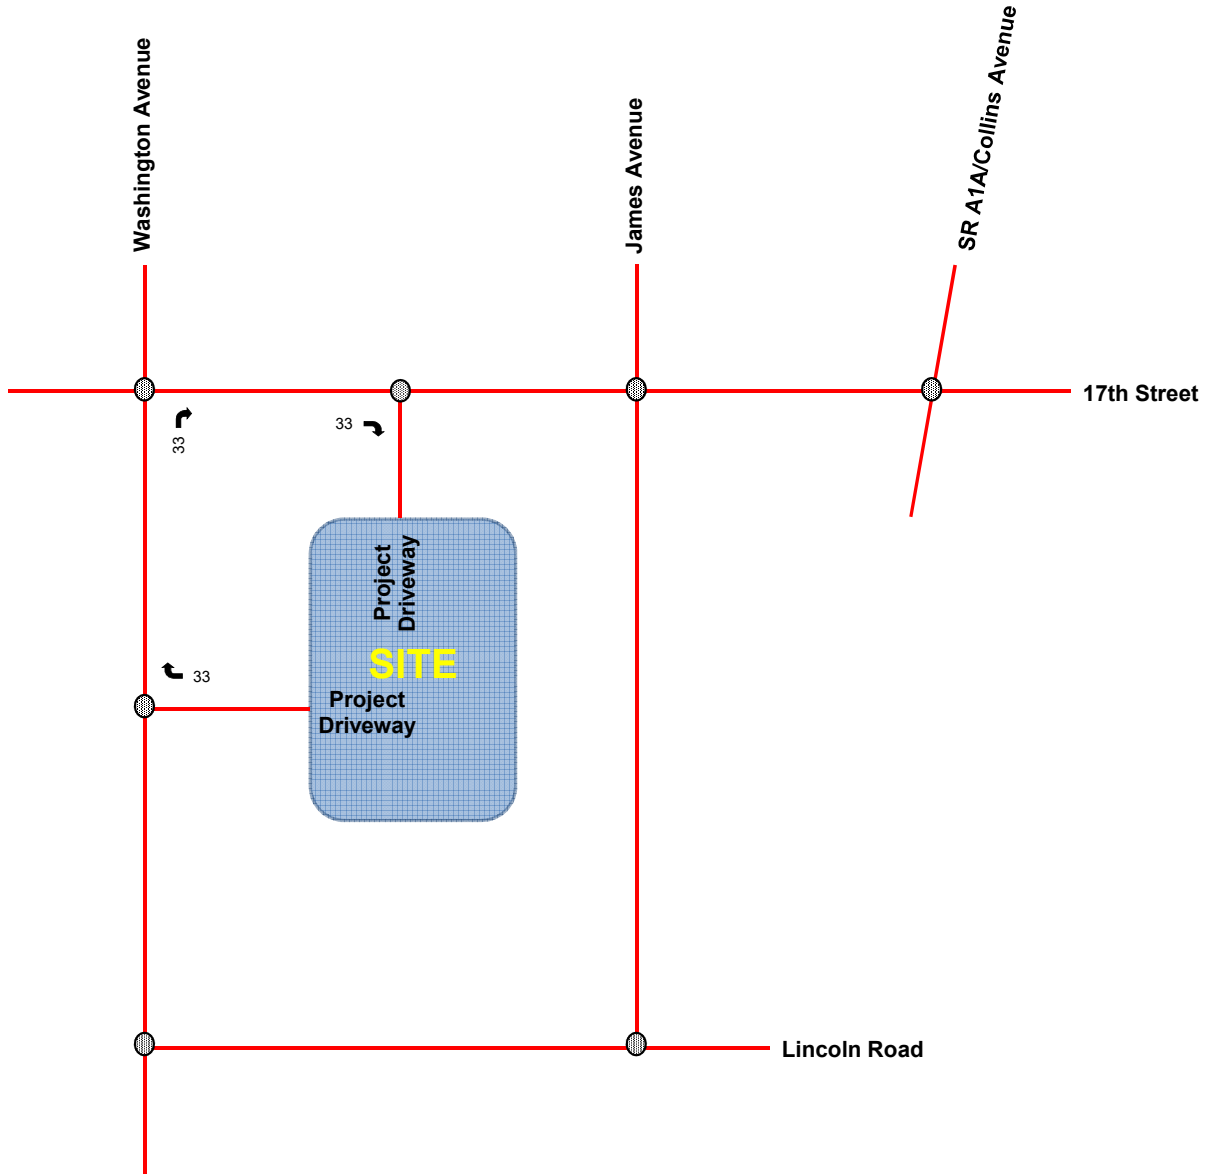 Washington Avenue
James Avenue
SR A1A/Collins Avenue
17th Street
33
33
Project
Driveway
SITE
33
Project
Driveway
Lincoln Road